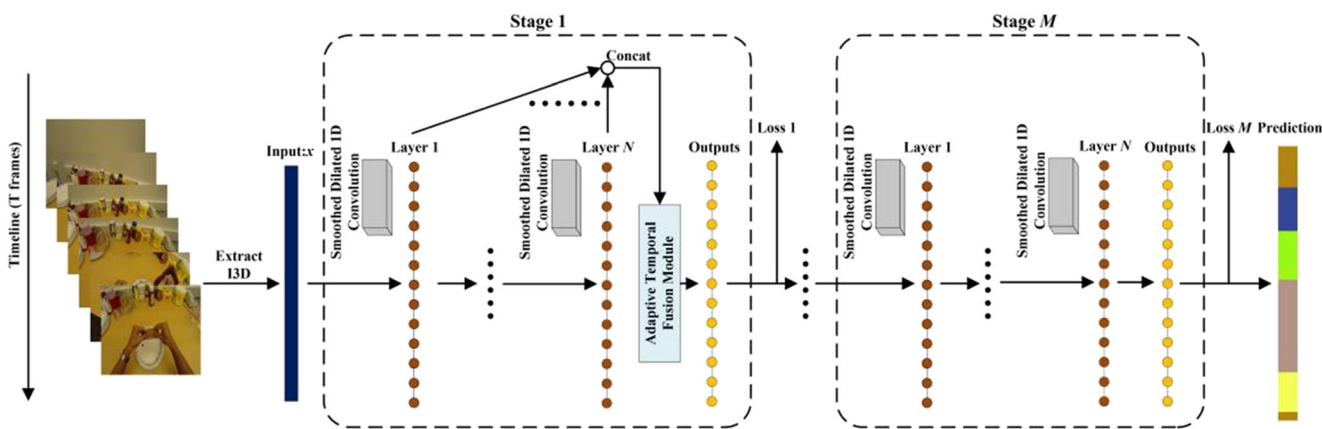 Stage 1
Stage M
Concat
Timeline (T frames)
Extract
I3D
Input:x
Smoothed Dilated 1D
Convolution
Layer 1
Smoothed Dilated 1D
Convolution
Layer N
Adaptive Temporal
Fusion Module
Outputs
Loss 1
Smoothed Dilated 1D
Convolution
Layer 1
Smoothed Dilated 1D
Convolution
Layer N
Outputs
Loss M
Prediction